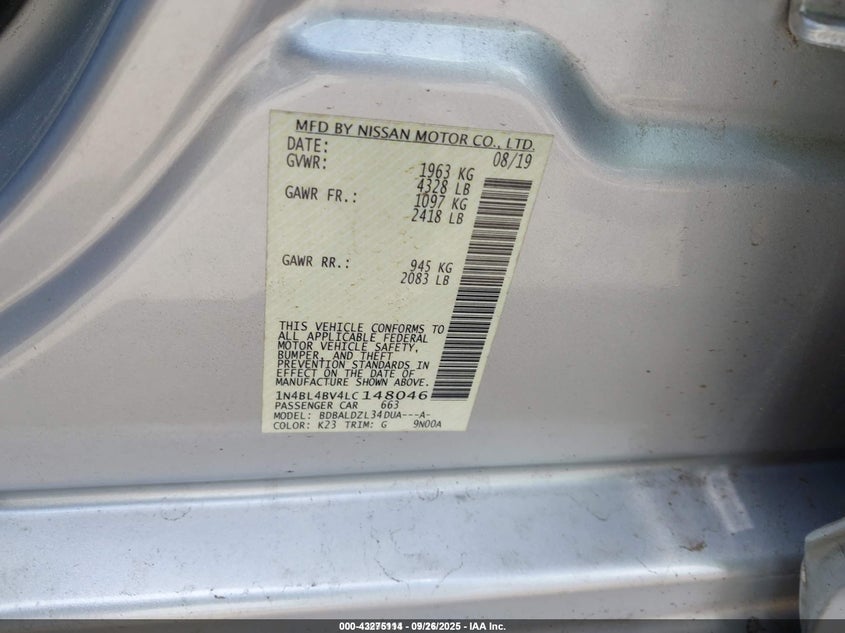 MFD BY NISSAN MOTOR CO., LTD.
DATE: 08/19
GVWR: 1963 KG
4328 LB
GAWR FR.: 1097 KG
2418 LB
GAWR RR.: 945 KG
2083 LB
THIS VEHICLE CONFORMS TO
ALL APPLICABLE FEDERAL
MOTOR VEHICLE SAFETY,
BUMPER, AND THEFT
PREVENTION STANDARDS IN
EFFECT ON THE DATE OF
MANUFACTURE SHOWN ABOVE.
1N4BL4BV4LC148046
PASSENGER CAR 663
MODEL: BDBALDZL34DUA---A-
COLOR: K23 TRIM: G 9N00A
000-43275114 - 09/26/2025 - IAA Inc.